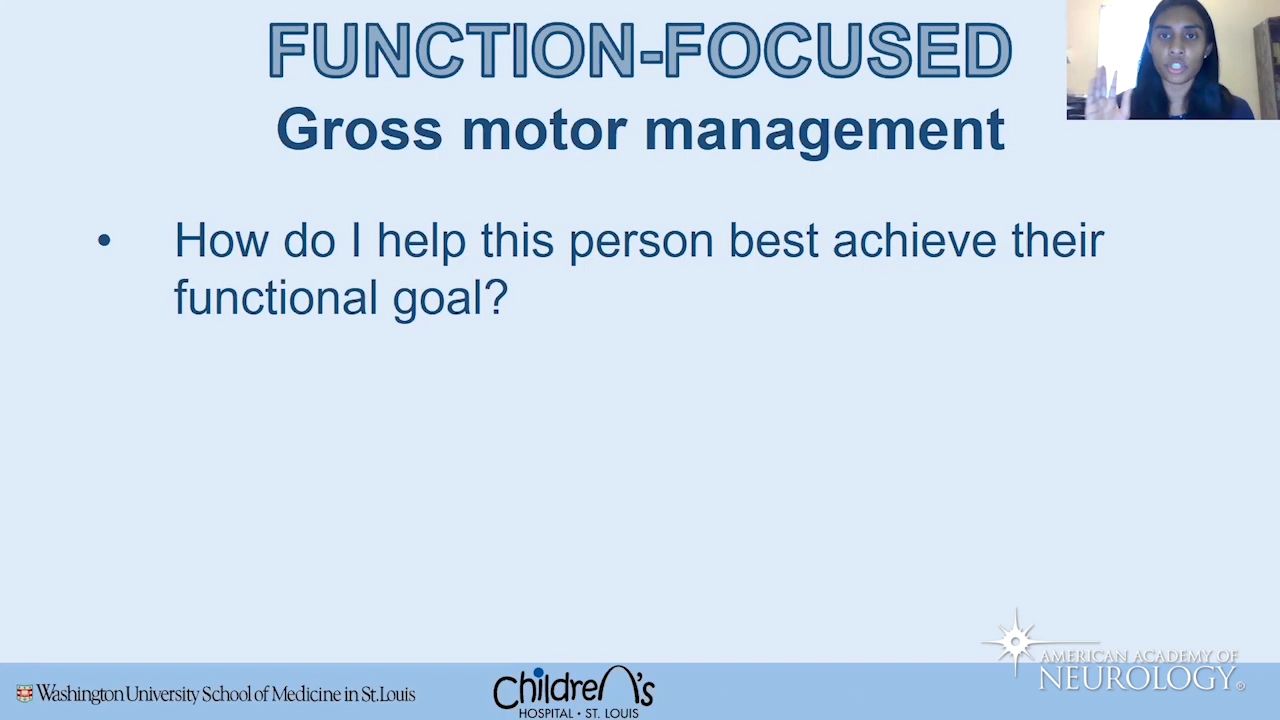 FUNCTION-FOCUSED
Gross motor management
• How do I help this person best achieve their
functional goal?
AMERICAN ACADEMY OF
NEUROLOGY®
Washington University School of Medicine in St. Louis
Children's
HOSPITAL • ST. LOUIS